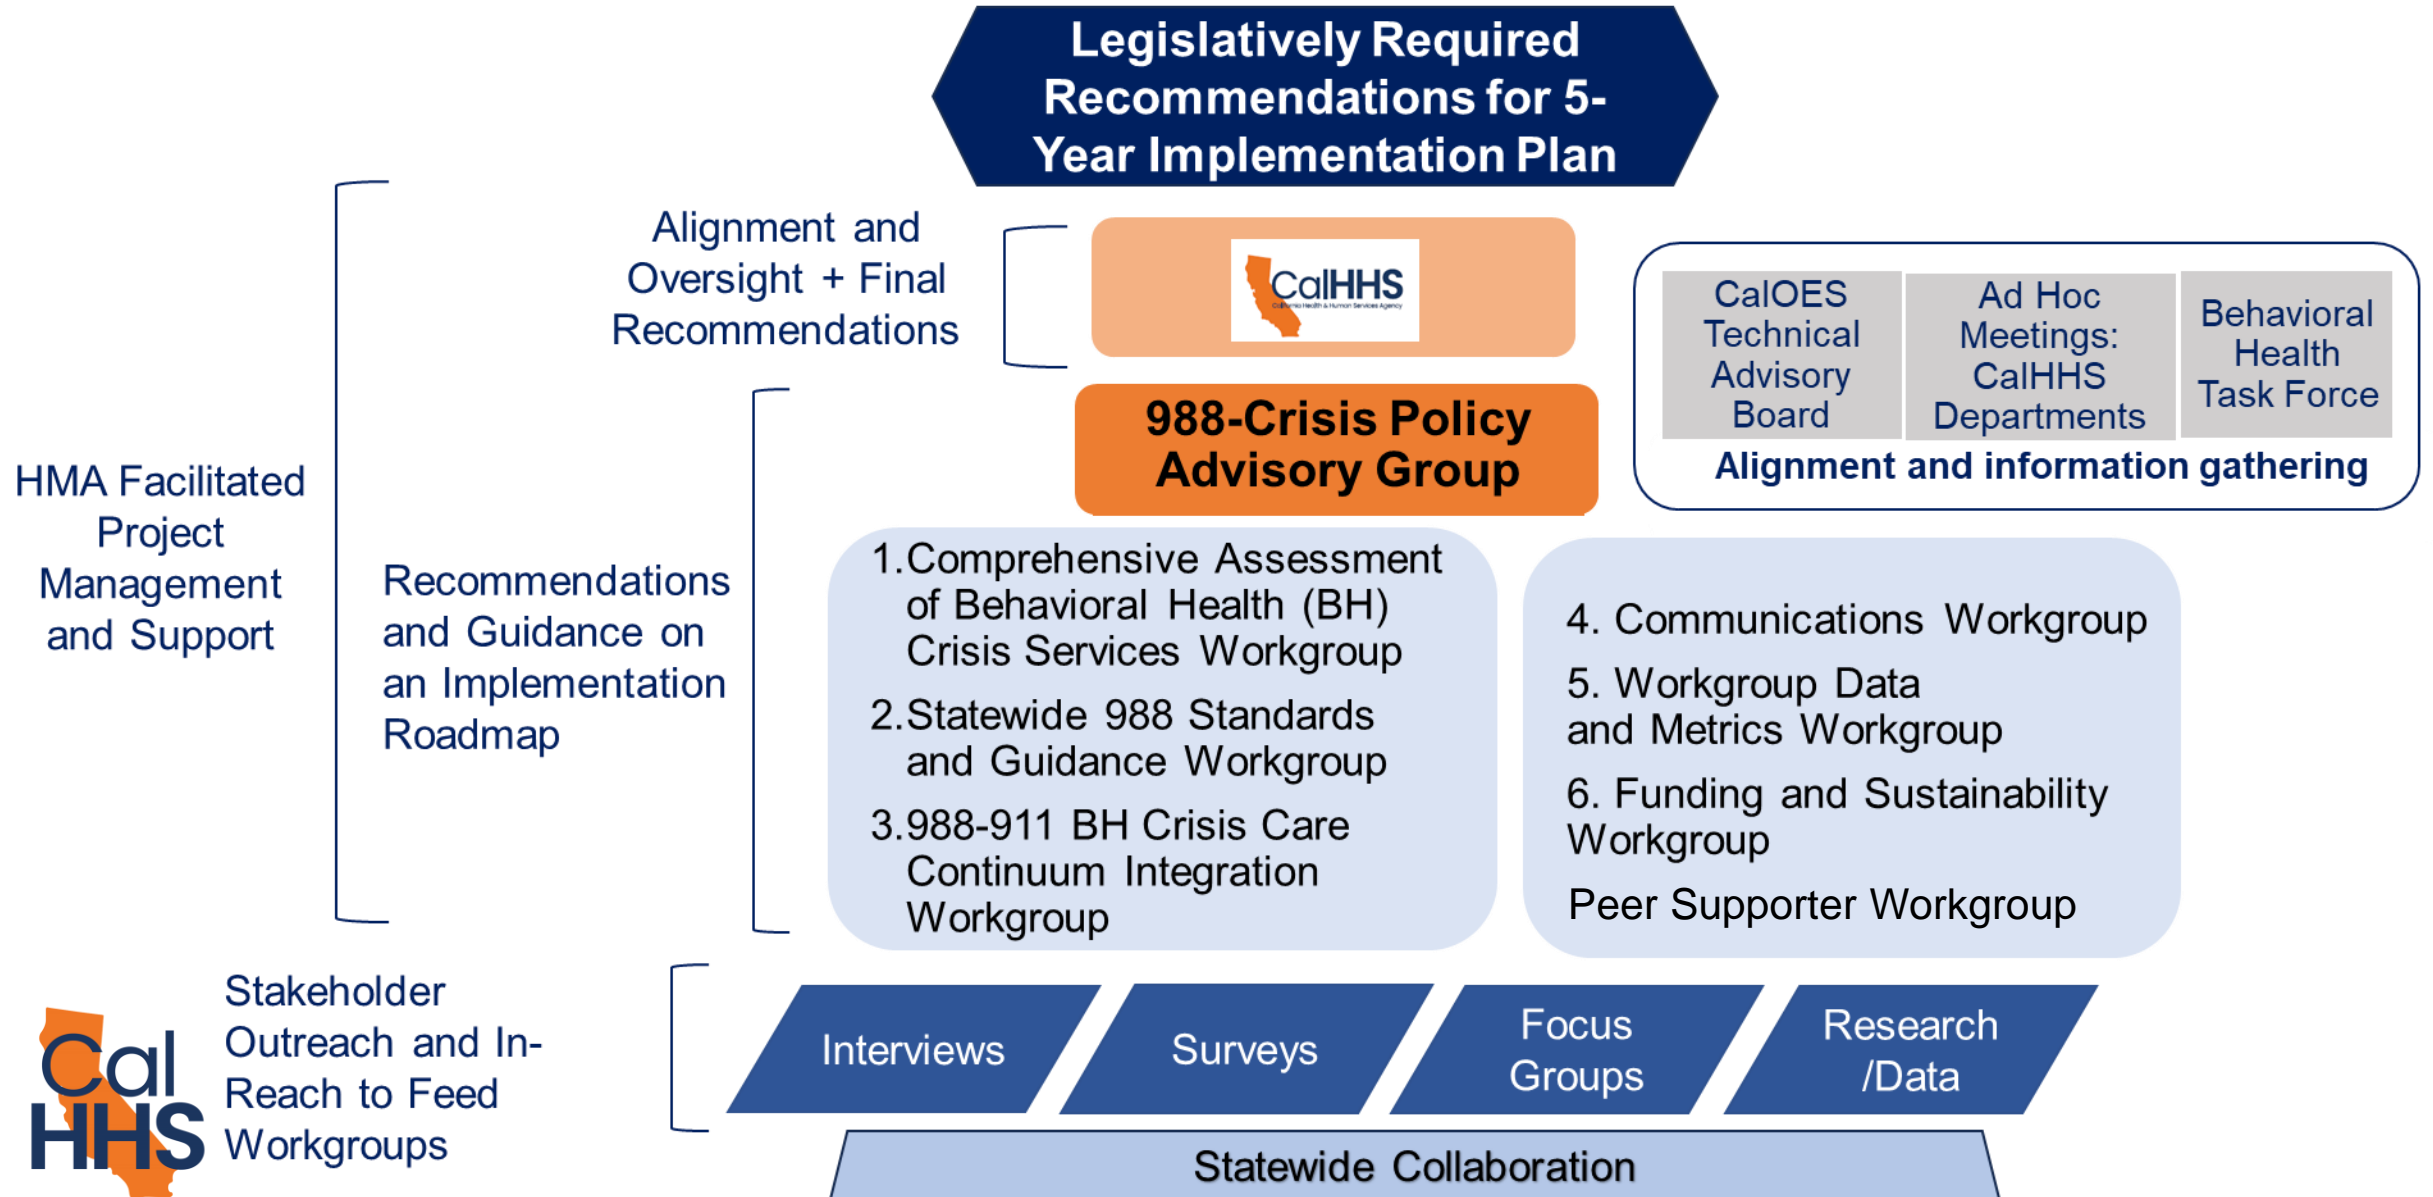 Legislatively Required
Recommendations for 5-
Year Implementation Plan
Alignment and
Oversight + Final
Recommendations
CalHHS
California Health & Human Services Agency
CalOES
Technical
Advisory
Board
Ad Hoc
Meetings:
CalHHS
Departments
Behavioral
Health
Task Force
Alignment and information gathering
988-Crisis Policy
Advisory Group
HMA Facilitated
Project
Management
and Support
Recommendations
and Guidance on
an Implementation
Roadmap
1.Comprehensive Assessment
of Behavioral Health (BH)
Crisis Services Workgroup
2.Statewide 988 Standards
and Guidance Workgroup
3.988-911 BH Crisis Care
Continuum Integration
Workgroup
4. Communications Workgroup
5. Workgroup Data
and Metrics Workgroup
6. Funding and Sustainability
Workgroup
Peer Supporter Workgroup
Cal
HHS
Stakeholder
Outreach and In-
Reach to Feed
Workgroups
Interviews
Surveys
Focus
Groups
Research
/Data
Statewide Collaboration